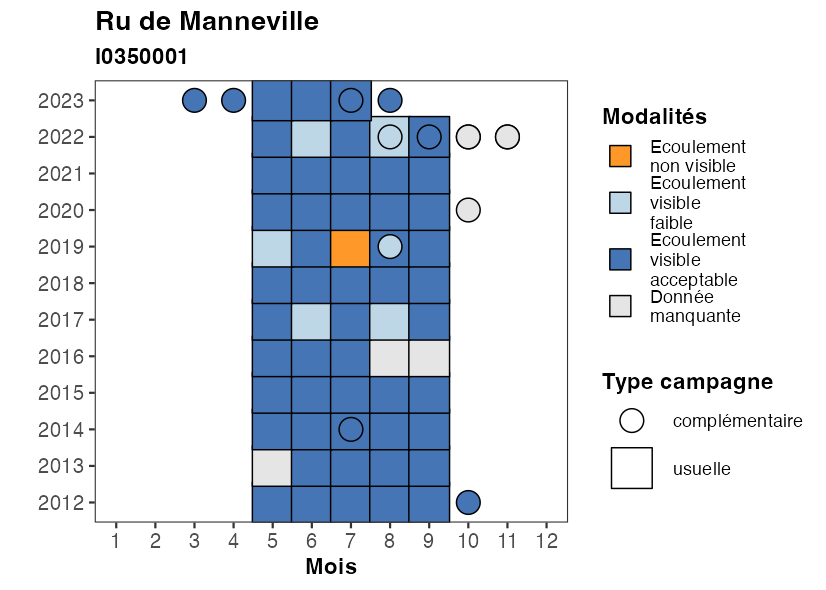 Ru de Manneville
I0350001
2023
2022
2021
2020
2019
2018
2017
2016
2015
2014
2013
2012
1 2 3 4 5 6 7 8 9 10 11 12
Mois
Modalités
Ecoulement
non visible
Ecoulement
visible
faible
Ecoulement
visible
acceptable
Donnée
manquante
Type campagne
complémentaire
usuelle